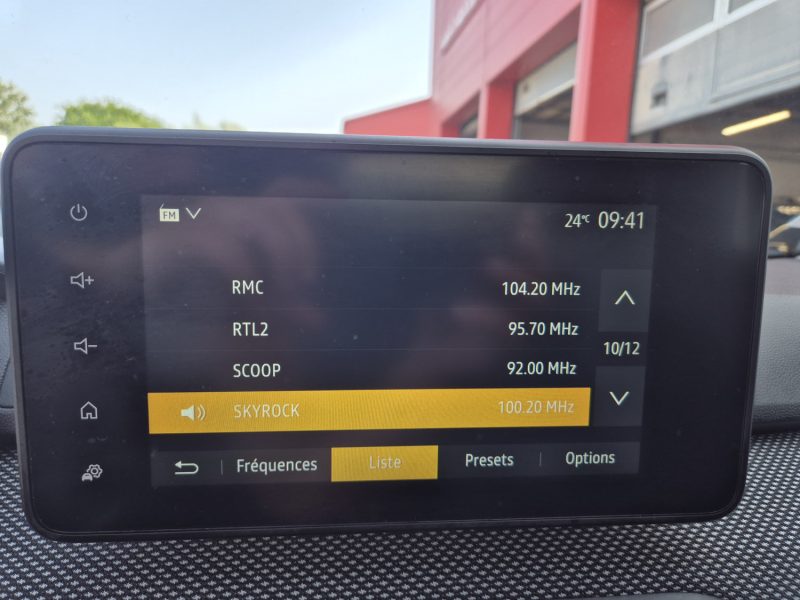 FM 24℃ 09:41
RMC 104.20 MHz
RTL2 95.70 MHz
SCOOP 92.00 MHz
10/12
SKYROCK 100.20 MHz
Fréquences Liste Presets Options